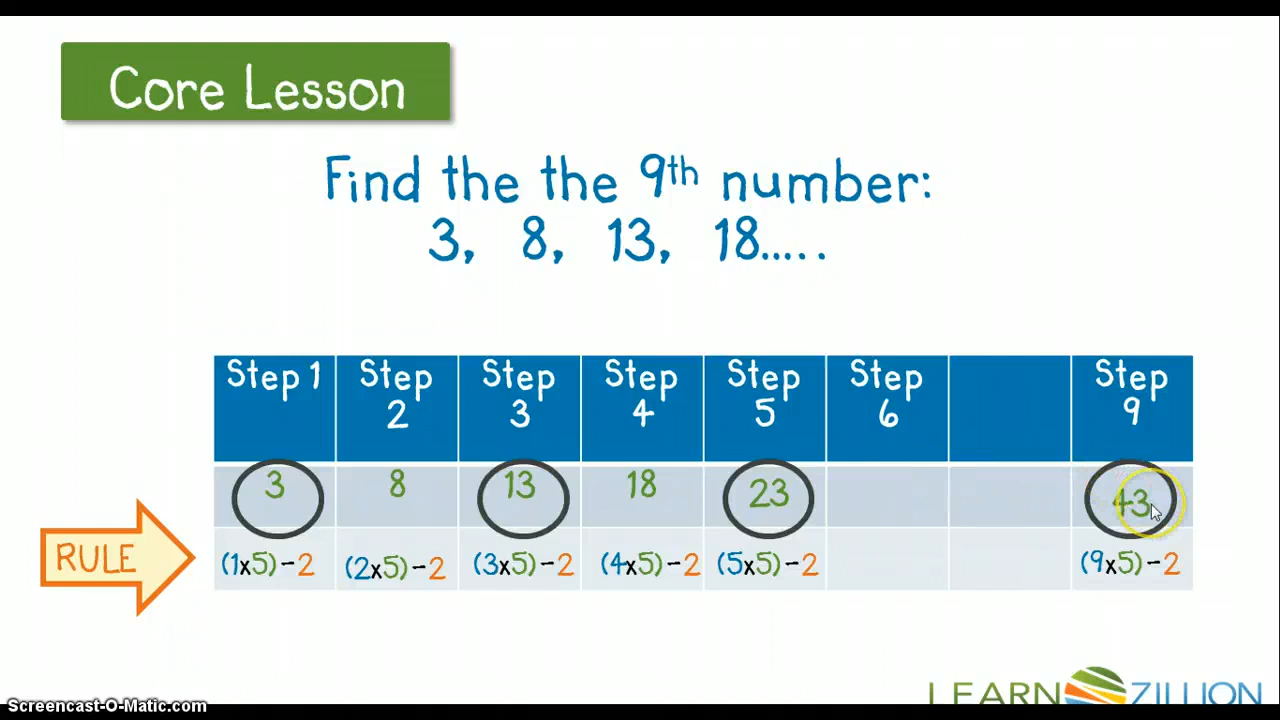 Core Lesson
Find the the 9th number:
3, 8, 13, 18.....
Step 1 Step 2 Step 3 Step 4 Step 5 Step 6 Step 9
3 8 13 18 23 43
RULE (1x5)-2 (2x5)-2 (3x5)-2 (4x5)-2 (5x5)-2 (9x5)-2
LEARN ZILLION
Screencast-O-Matic.com